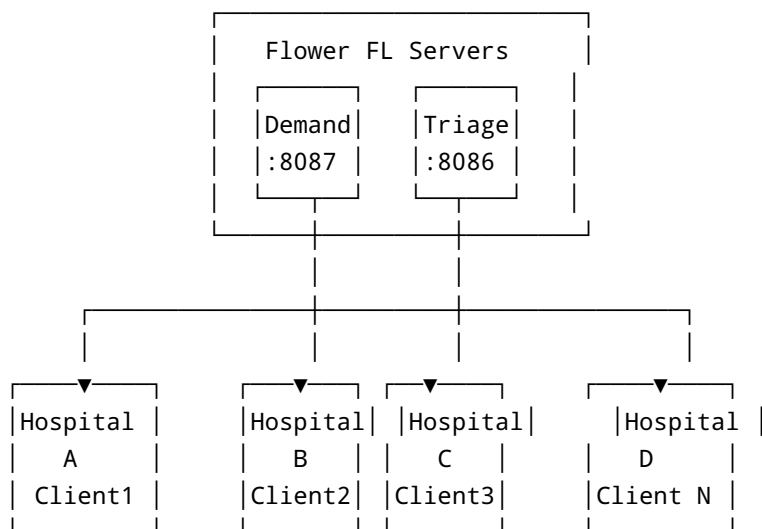 Flower FL Servers
Demand Triage
:8087 :8086
Hospital Hospital Hospital Hospital
A B C D
Client1 Client2 Client3 Client N